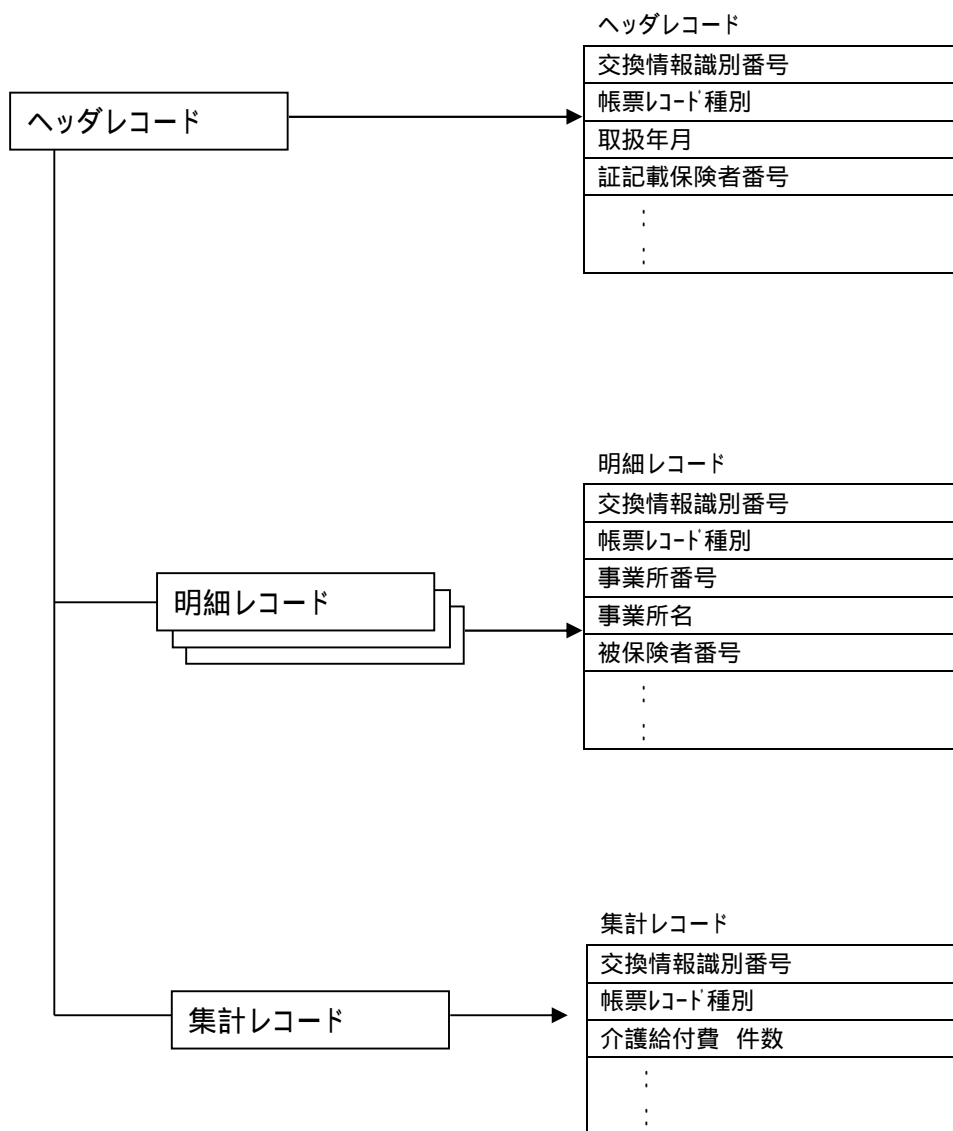 ヘッダレコード
ヘッダレコード
交換情報識別番号
帳票ﾚｺｰﾄﾞ種別
取扱年月
証記載保険者番号
:
:
明細レコード
明細レコード
交換情報識別番号
帳票ﾚｺｰﾄﾞ種別
事業所番号
事業所名
被保険者番号
:
:
集計レコード
集計レコード
交換情報識別番号
帳票ﾚｺｰﾄﾞ種別
介護給付費　件数
:
: